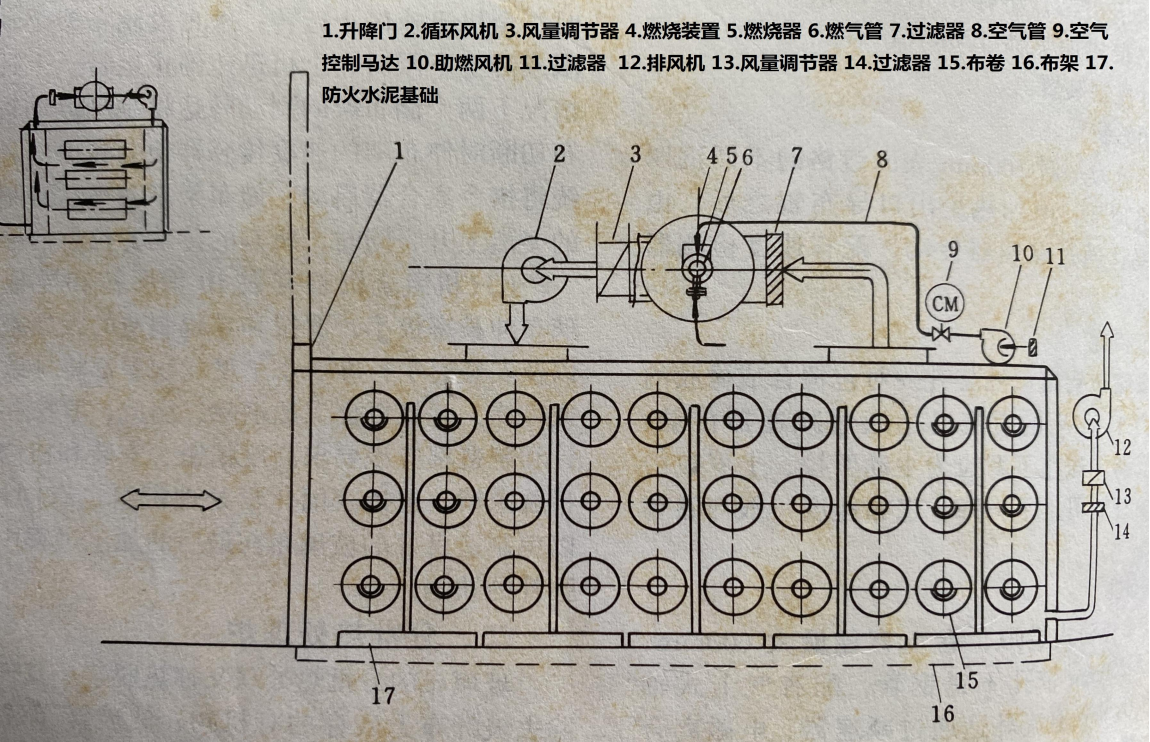 1.升降门 2.循环风机 3.风量调节器 4.燃烧装置 5.燃烧器 6.燃气管 7.过滤器 8.空气管 9.空气
控制马达 10.助燃风机 11.过滤器 12.排风机 13.风量调节器 14.过滤器 15.布卷 16.布架 17.
防火水泥基础
1 2 3 4 5 6 7 8
9 10 11
CM
12
13
14
17 15
16